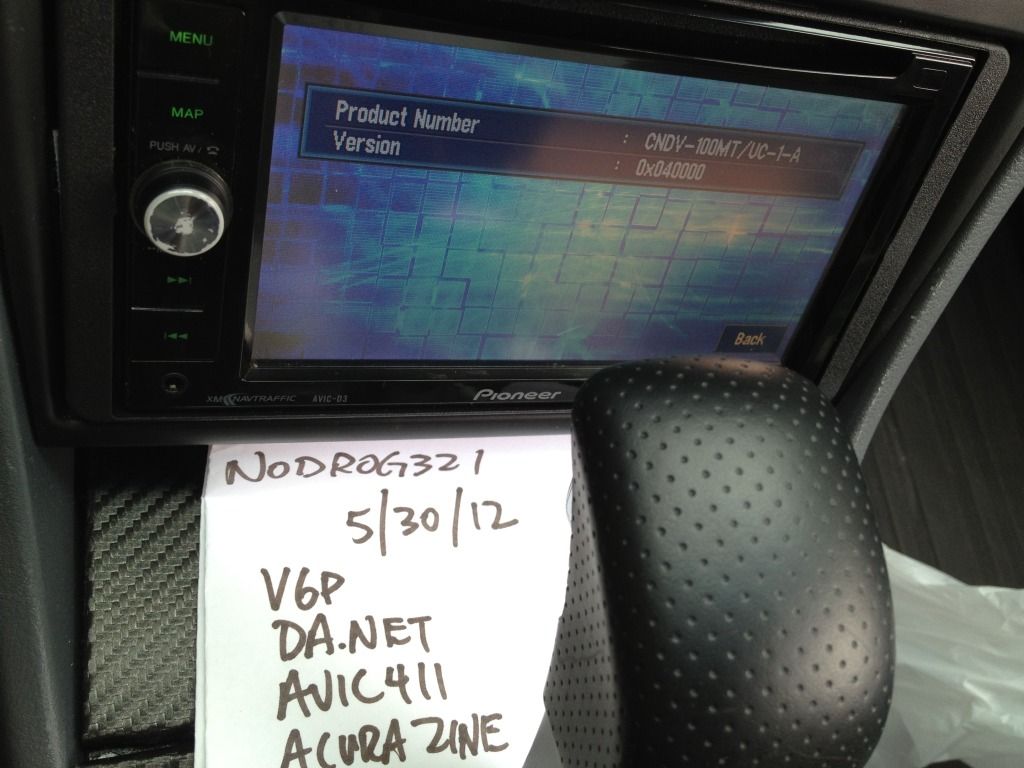 MENU
MAP
PUSH AV/
Product Number : CNDV-100MT/UC-1-A
Version : 0x040000
Back
XM NAVTRAFFIC AVIC-D3 Pioneer
NODROG321
5/30/12
V6P
DA.NET
AVIC411
ACURAZINE